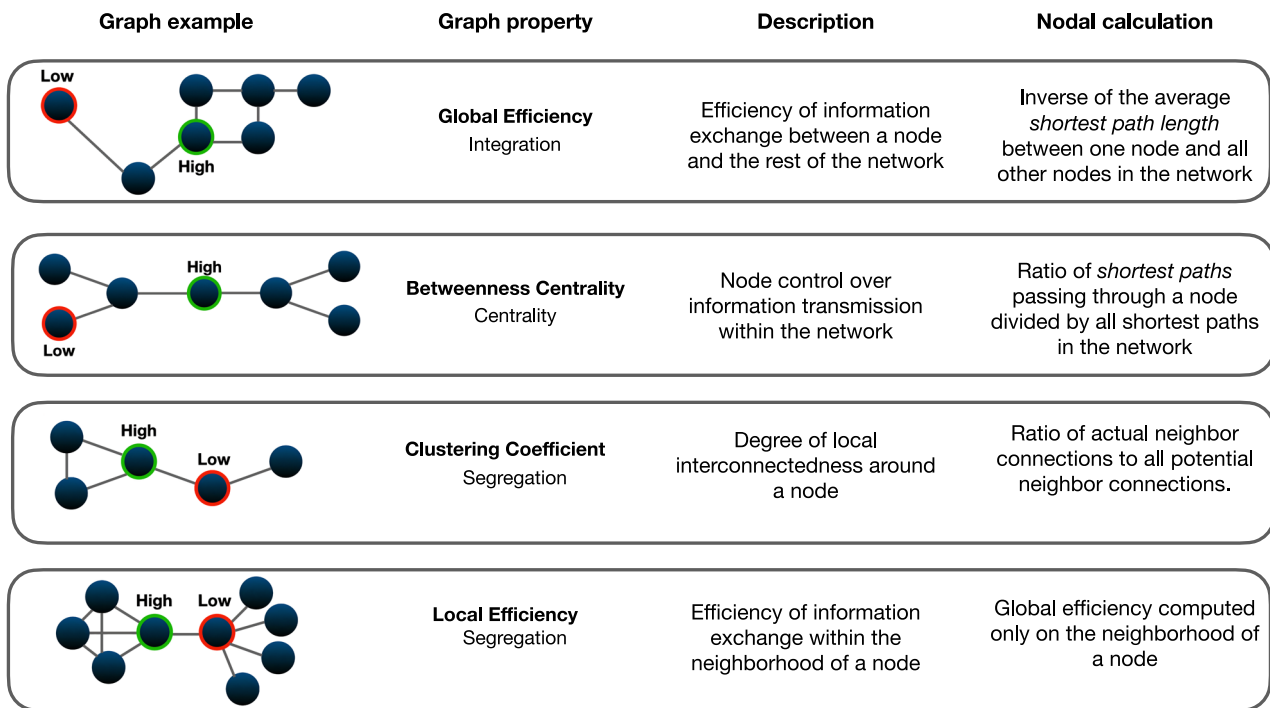 Graph example
Graph property
Description
Nodal calculation
Low
High
Global Efficiency
Integration
Efficiency of information
exchange between a node
and the rest of the network
Inverse of the average
shortest path length
between one node and all
other nodes in the network
High
Low
Betweenness Centrality
Centrality
Node control over
information transmission
within the network
Ratio of shortest paths
passing through a node
divided by all shortest paths
in the network
High
Low
Clustering Coefficient
Segregation
Degree of local
interconnectedness around
a node
Ratio of actual neighbor
connections to all potential
neighbor connections.
High
Low
Local Efficiency
Segregation
Efficiency of information
exchange within the
neighborhood of a node
Global efficiency computed
only on the neighborhood of
a node